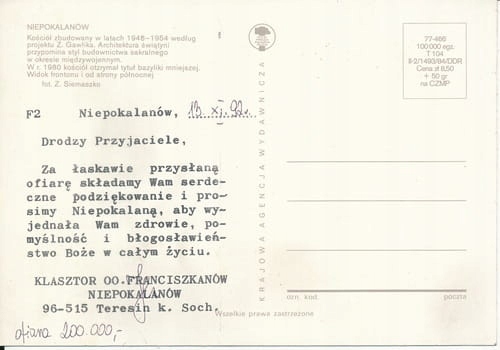 NIEPOKALANÓW
Kościół zbudowany w latach 1948-1954 według
projektu Z. Gawlika. Architektura świątyni
przypomina styl budownictwa sakralnego
w okresie międzywojennym.
W r. 1980 kościół otrzymał tytuł bazyliki mniejszej.
Widok frontonu i od strony północnej
fot. Z. Siemaszko
F2 Niepokalanów, 13 XI. 92r.
Drodzy Przyjaciele,
Za łaskawie przysłaną
ofiarę składamy Wam serde-
czne podziękowanie i pro-
simy Niepokalaną, aby wy-
jednała Wam zdrowie, po-
myślność i błogosławień-
stwo Boże w całym życiu.
KLASZTOR OO. FRANCISZKANÓW
NIEPOKALANÓW
96-515 Teresin k. Soch.
ofiara 200.000,-
KRAJOWA AGENCJA WYDAWNICZA
77-466
100 000 egz.
T 104
II-2/1493/84/DDR
Cena zł 8,50
+ 50 gr
na CZMP
ozn. kod.
poczta
Wszelkie prawa zastrzeżone